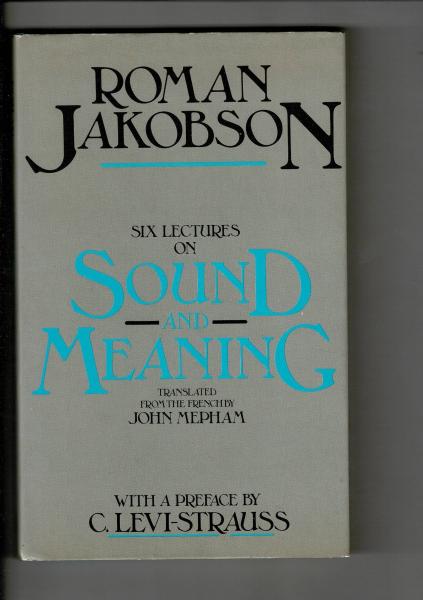 ROMAN
JAKOBSON
SIX LECTURES
ON
SOUND
AND
MEANING
TRANSLATED
FROM THE FRENCH BY
JOHN MEPHAM
WITH A PREFACE BY
C. LEVI-STRAUSS